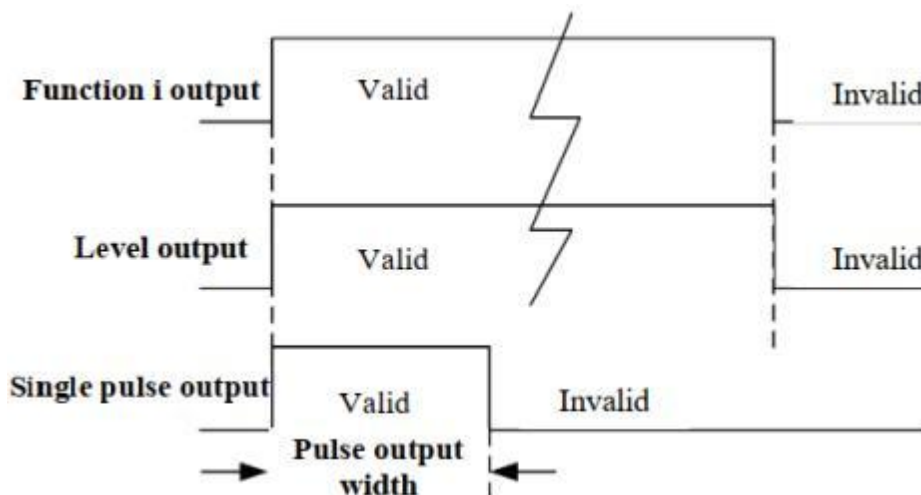 Function i output
Valid
Invalid
Level output
Valid
Invalid
Single pulse output
Valid
Invalid
Pulse output
width